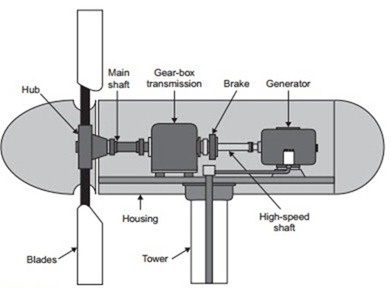 Hub
Main
shaft
Gear-box
transmission
Brake
Generator
Housing
High-speed
shaft
Blades
Tower